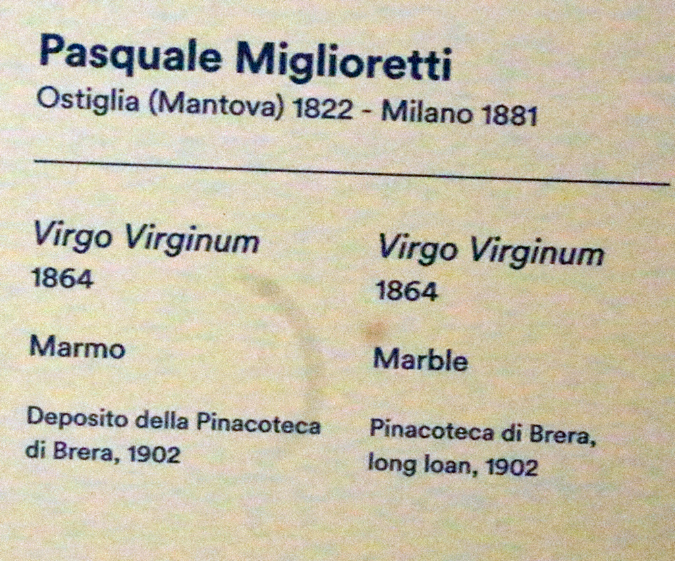 Pasquale Miglioretti
Ostiglia (Mantova) 1822 - Milano 1881
Virgo Virginum
1864
Marmo
Deposito della Pinacoteca
di Brera, 1902
Virgo Virginum
1864
Marble
Pinacoteca di Brera,
long loan, 1902